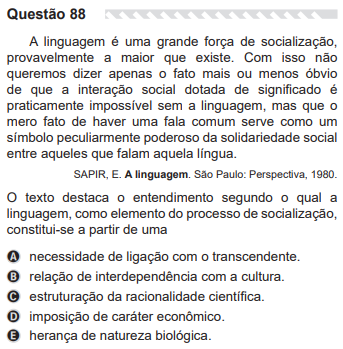 Questão 88
A linguagem é uma grande força de socialização,
provavelmente a maior que existe. Com isso não
queremos dizer apenas o fato mais ou menos óbvio
de que a interação social dotada de significado é
praticamente impossível sem a linguagem, mas que o
mero fato de haver uma fala comum serve como um
símbolo peculiarmente poderoso da solidariedade social
entre aqueles que falam aquela língua.
SAPIR, E. A linguagem. São Paulo: Perspectiva, 1980.
O texto destaca o entendimento segundo o qual a
linguagem, como elemento do processo de socialização,
constitui-se a partir de uma
A necessidade de ligação com o transcendente.
B relação de interdependência com a cultura.
C estruturação da racionalidade científica.
D imposição de caráter econômico.
E herança de natureza biológica.